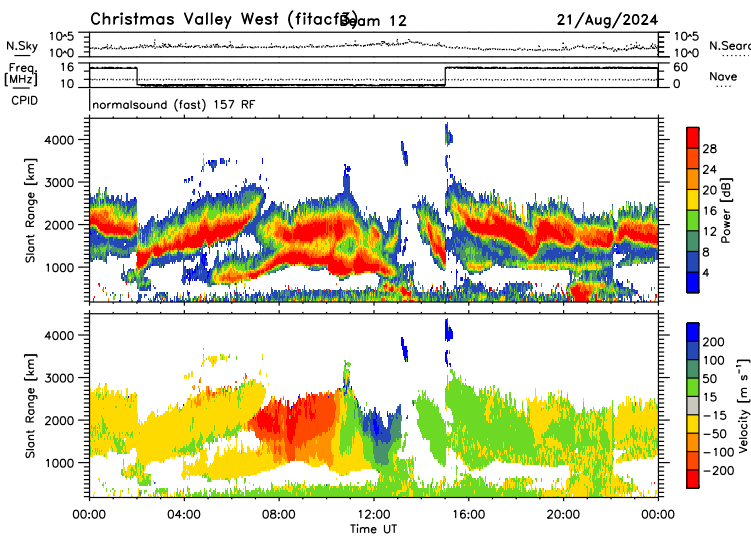 Christmas Valley West (fitacf3) Beam 12 21/Aug/2024
N.Sky 10^5 10^0 10^5 10^0 N.Searc
Freq. [MHz] 16 10 60 0 Nave
CPID normalsound (fast) 157 RF
Slant Range [km] 4000 3000 2000 1000
Power [dB] 28 24 20 16 12 8 4
Slant Range [km] 4000 3000 2000 1000
Velocity [m s⁻¹] 200 100 50 15 −15 −50 −100 −200
00:00 04:00 08:00 12:00 16:00 20:00 00:00
Time UT